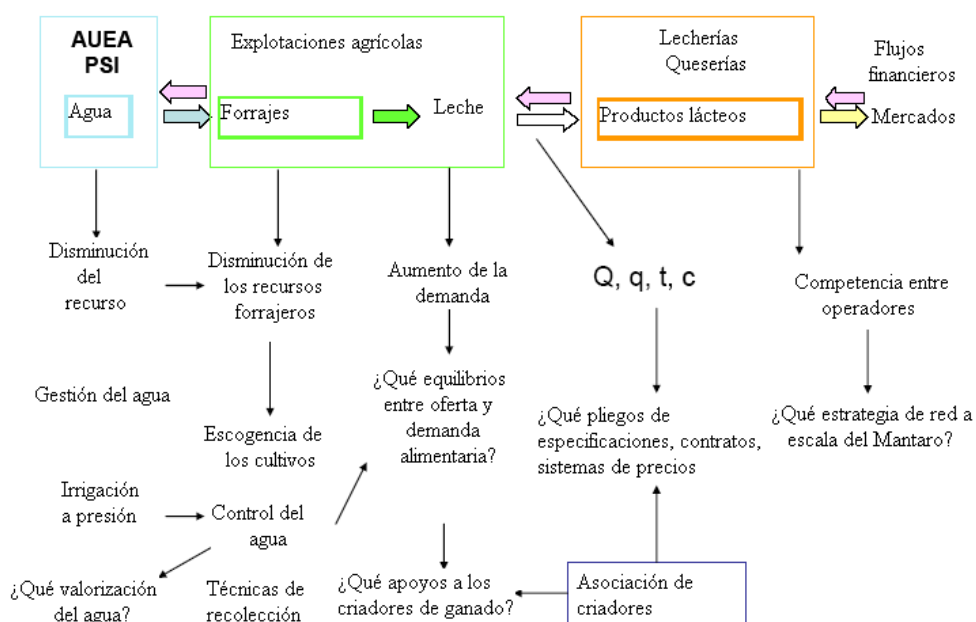 AUEA
PSI
Agua
Explotaciones agrícolas
Forrajes
Leche
Lecherías
Queserías
Productos lácteos
Flujos
financieros
Mercados
Disminución
del
recurso
Disminución de
los recursos
forrajeros
Aumento de la
demanda
Q, q, t, c
Competencia entre
operadores
Gestión del agua
Escogencia de
los cultivos
¿Qué equilibrios
entre oferta y
demanda
alimentaria?
¿Qué pliegos de
especificaciones, contratos,
sistemas de precios
¿Qué estrategia de red a
escala del Mantaro?
Irrigación
a presión
Control del
agua
¿Qué valorización
del agua?
Técnicas de
recolección
¿Qué apoyos a los
criadores de ganado?
Asociación de
criadores